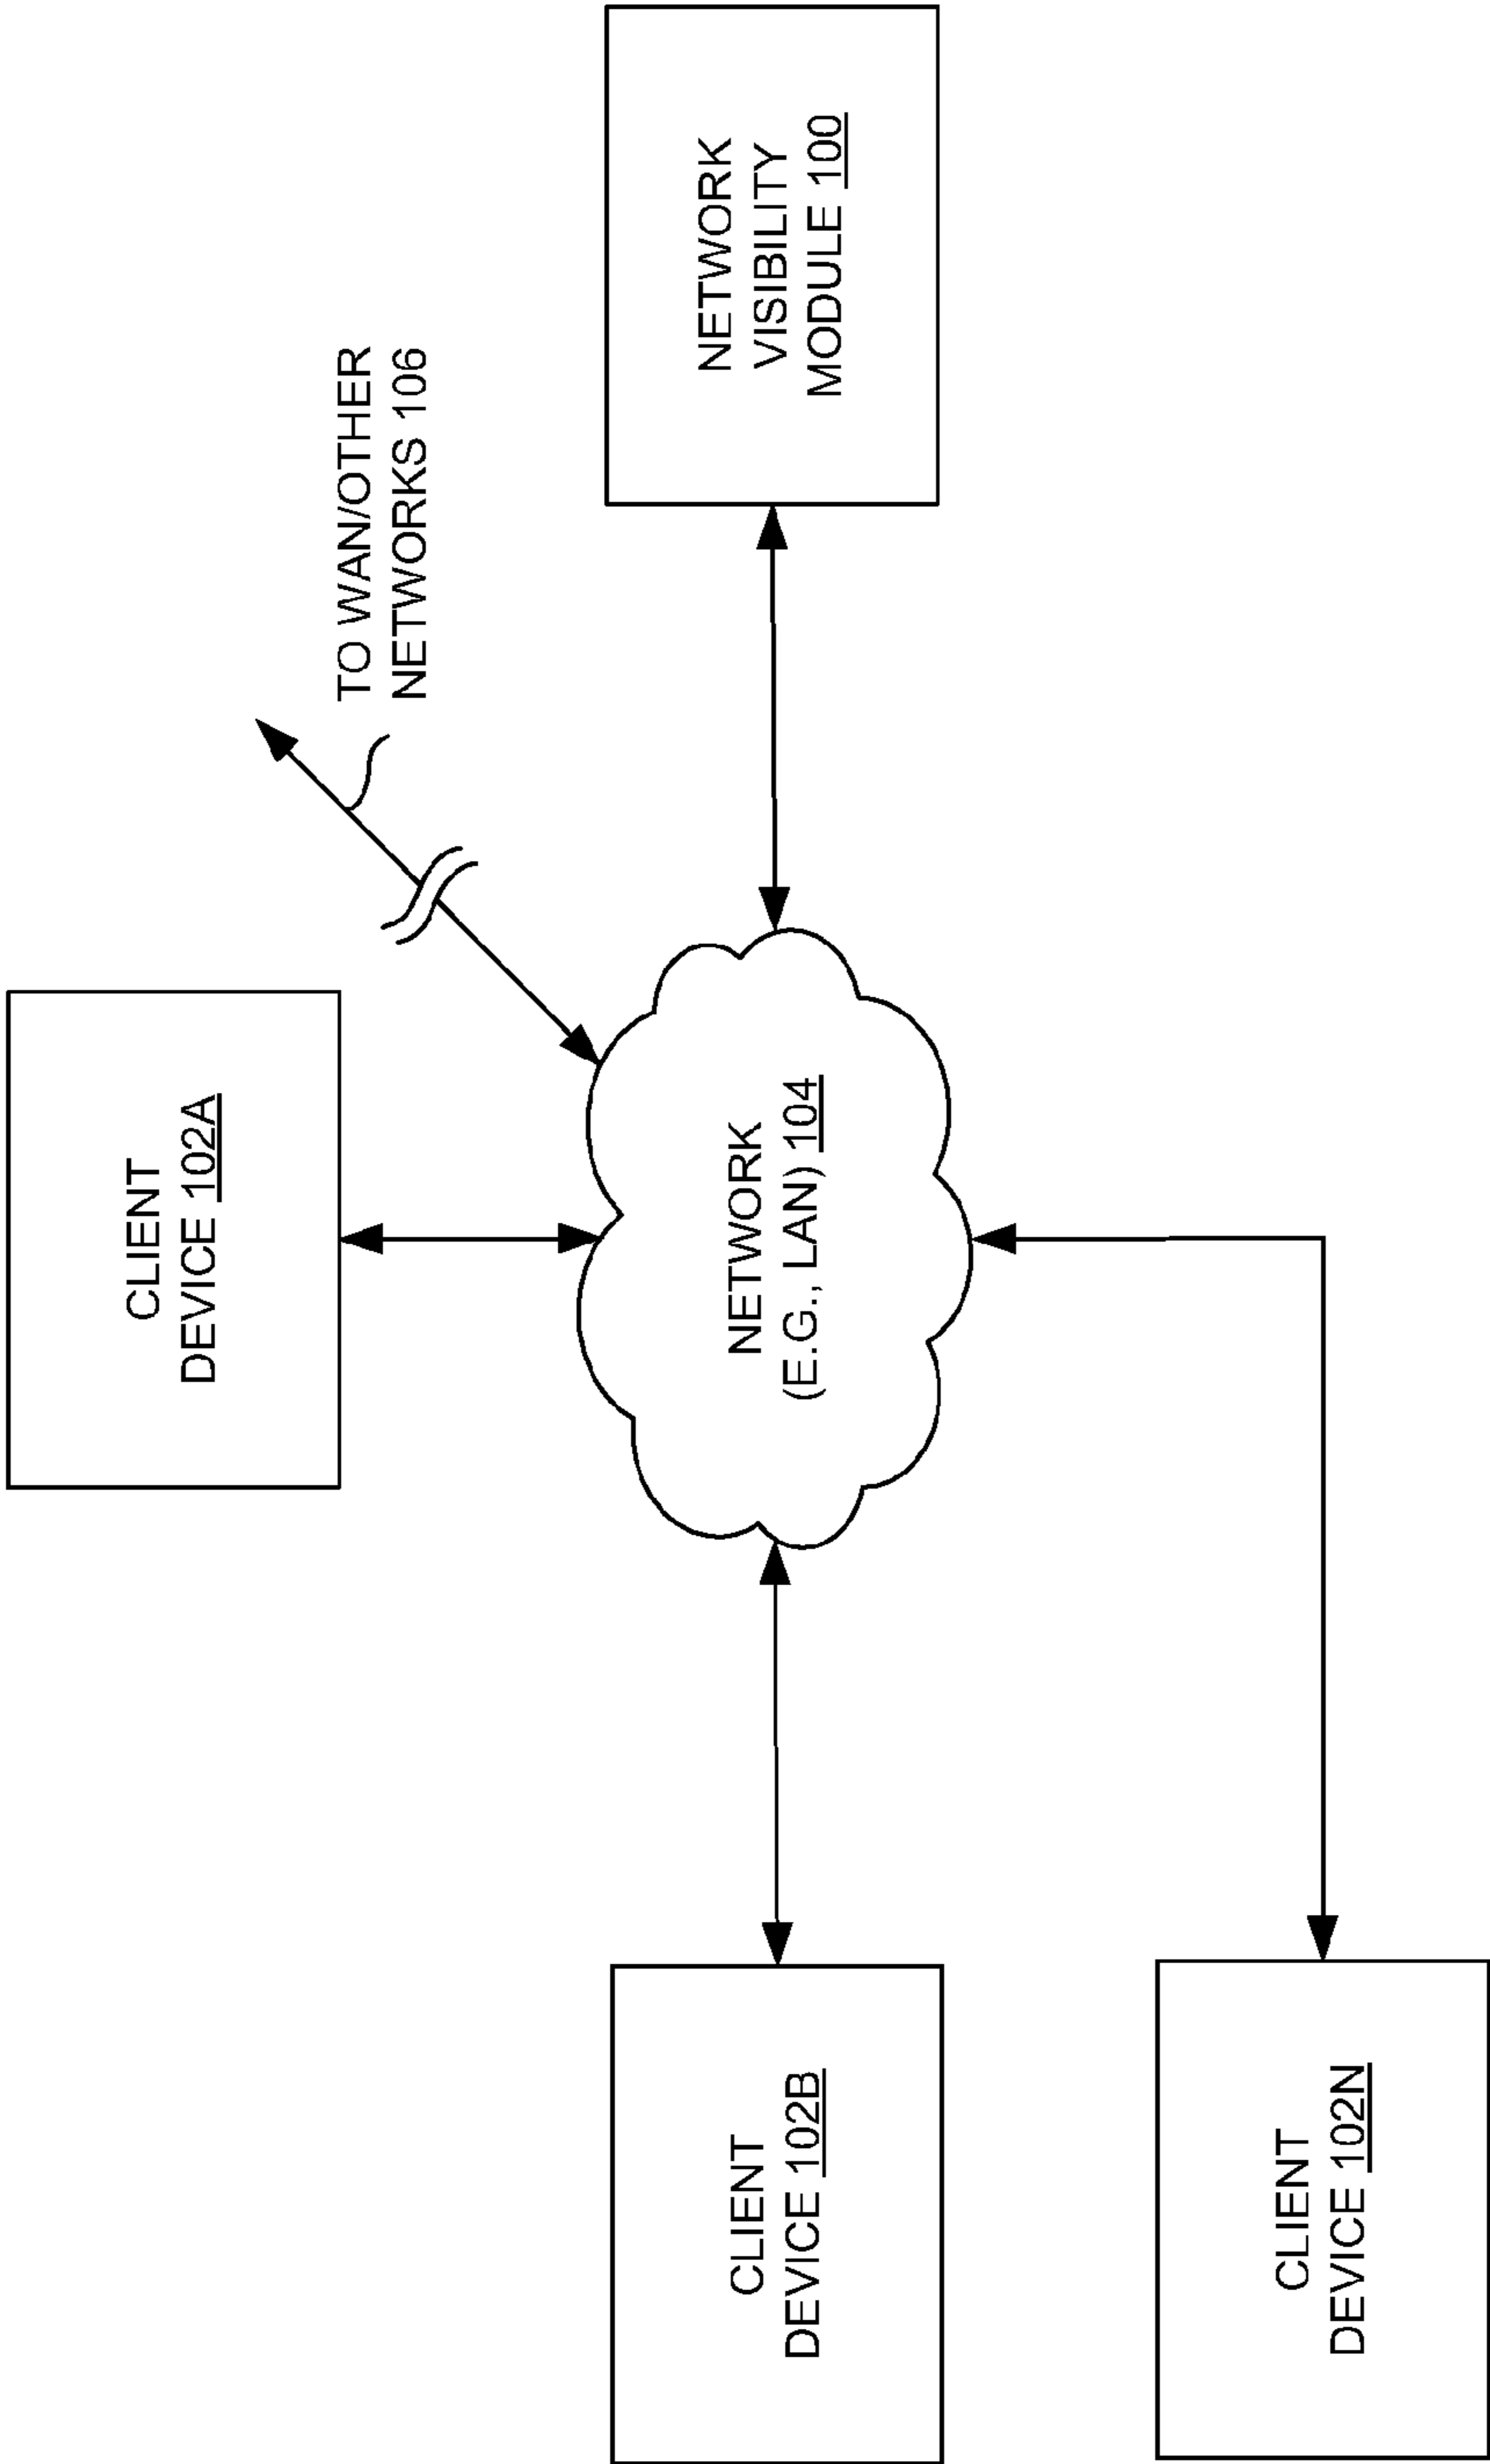 CLIENT
DEVICE 102A
TO WAN/OTHER
NETWORKS 106
CLIENT
DEVICE 102B
NETWORK
(E.G., LAN) 104
NETWORK
VISIBILITY
MODULE 100
CLIENT
DEVICE 102N